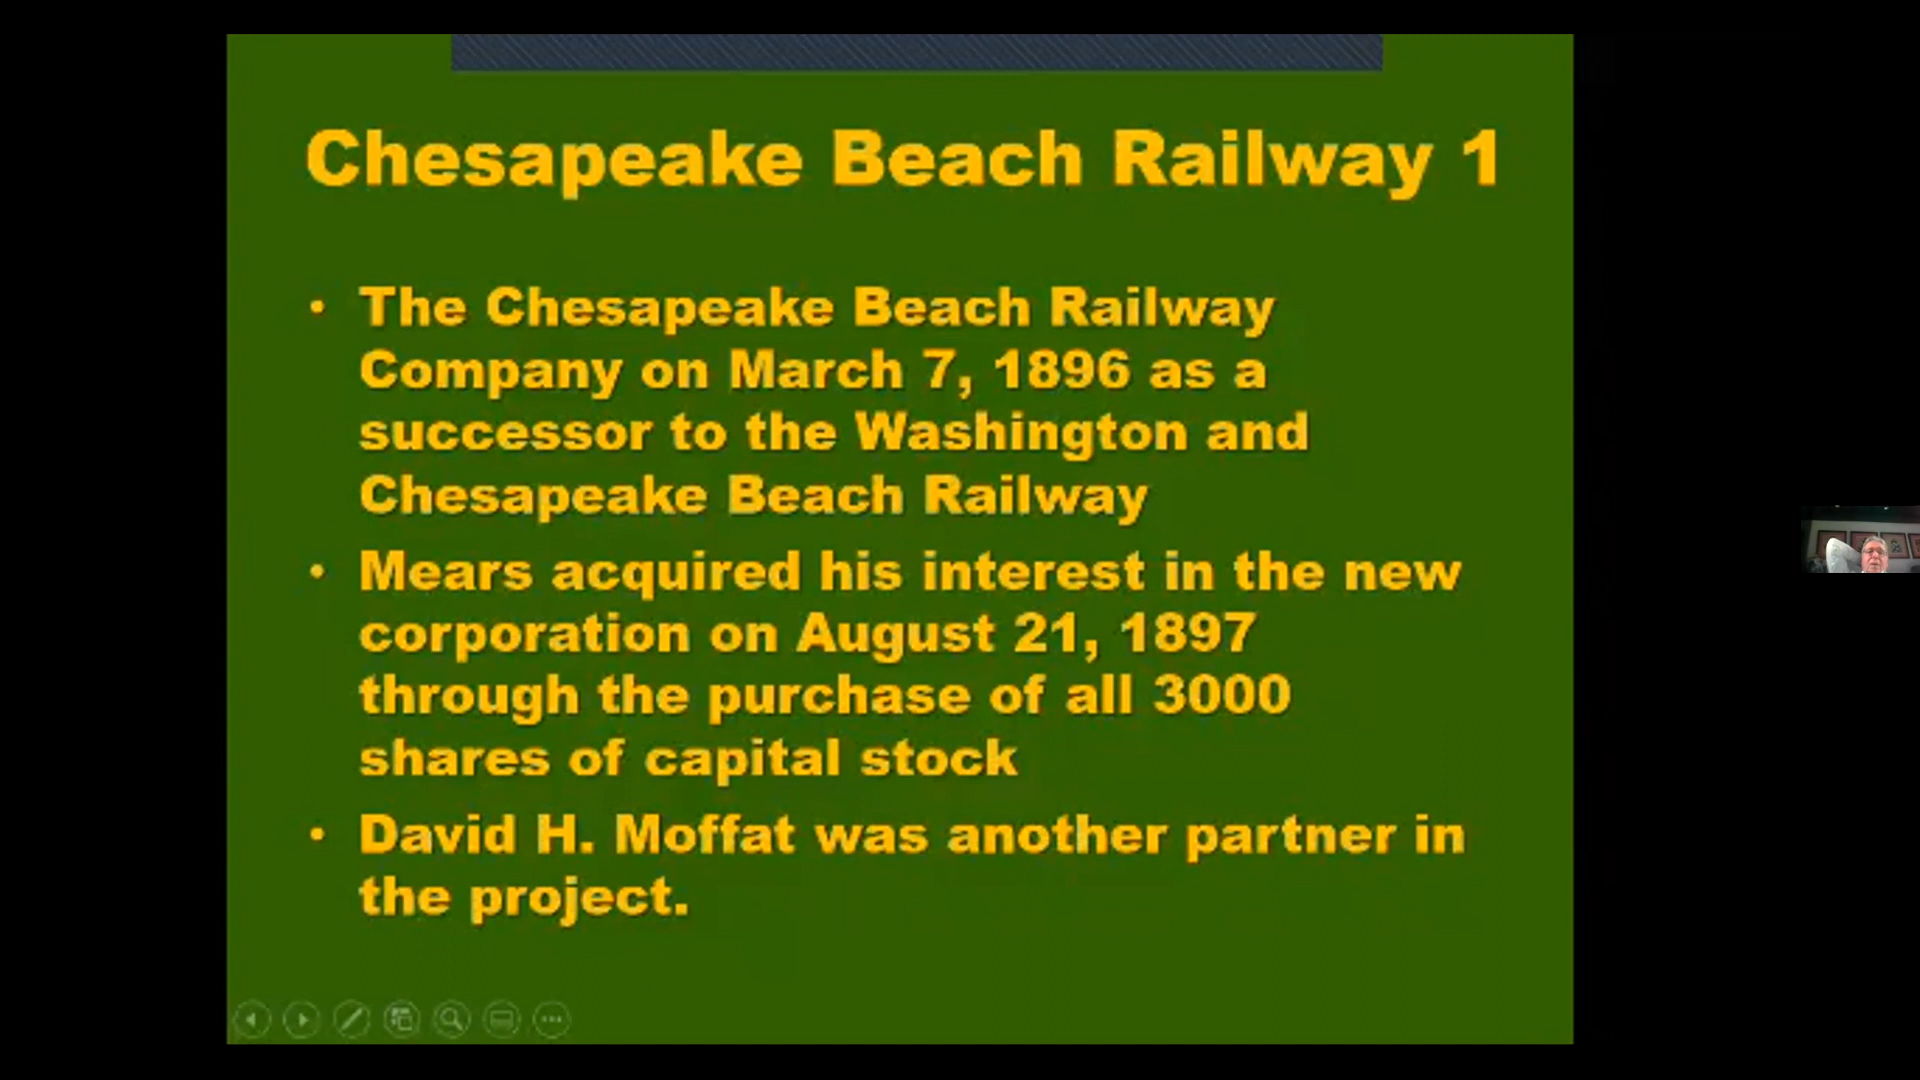 Chesapeake Beach Railway 1
• The Chesapeake Beach Railway
Company on March 7, 1896 as a
successor to the Washington and
Chesapeake Beach Railway
• Mears acquired his interest in the new
corporation on August 21, 1897
through the purchase of all 3000
shares of capital stock
• David H. Moffat was another partner in
the project.